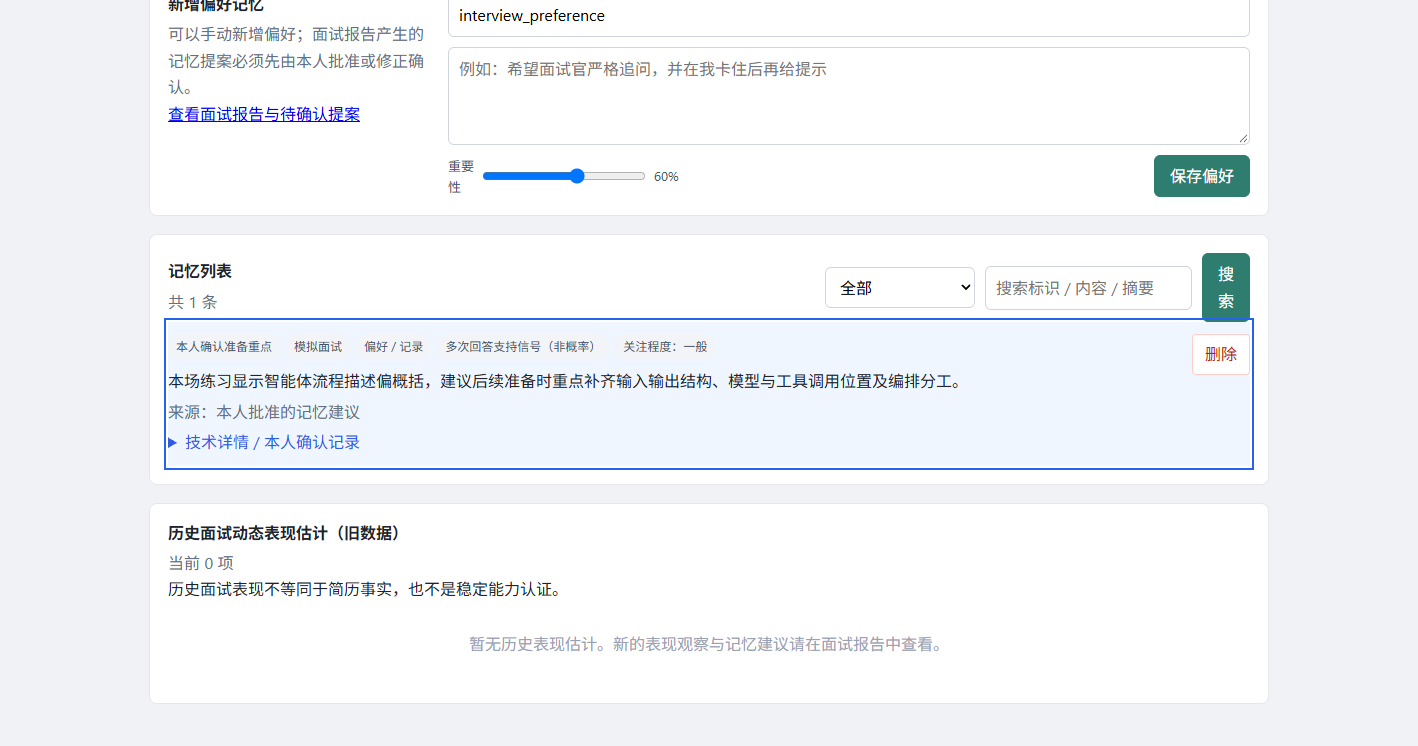 新增偏好记忆
可以手动新增偏好；面试报告产生的
记忆提案必须先由本人批准或修正确
认。
查看面试报告与待确认提案
interview_preference
例如：希望面试官严格追问，并在我卡住后再给提示
重要
性
60%
保存偏好
记忆列表
共 1 条
全部
搜索标识 / 内容 / 摘要
搜
索
本人确认准备重点 模拟面试 偏好 / 记录 多次回答支持信号（非概率） 关注程度：一般
删除
本场练习显示智能体流程描述偏概括，建议后续准备时重点补齐输入输出结构、模型与工具调用位置及编排分工。
来源：本人批准的记忆建议
技术详情 / 本人确认记录
历史面试动态表现估计（旧数据）
当前 0 项
历史面试表现不等同于简历事实，也不是稳定能力认证。
暂无历史表现估计。新的表现观察与记忆建议请在面试报告中查看。